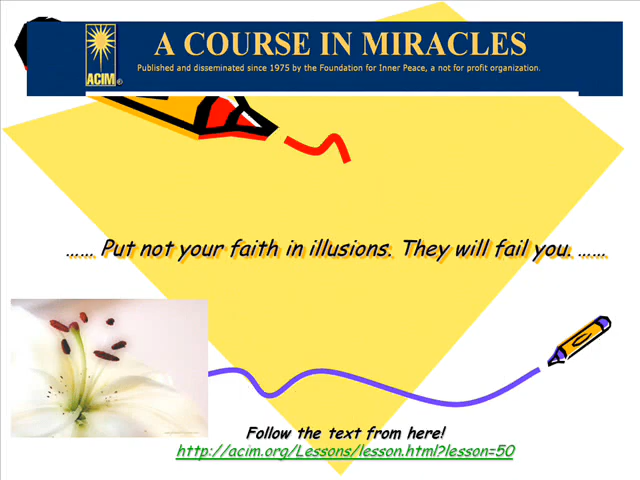 A COURSE IN MIRACLES
Published and disseminated since 1975 by the Foundation for Inner Peace, a not for profit organization.
ACIM®
...... Put not your faith in illusions. They will fail you. ......
Follow the text from here!
http://acim.org/Lessons/lesson.html?lesson=50